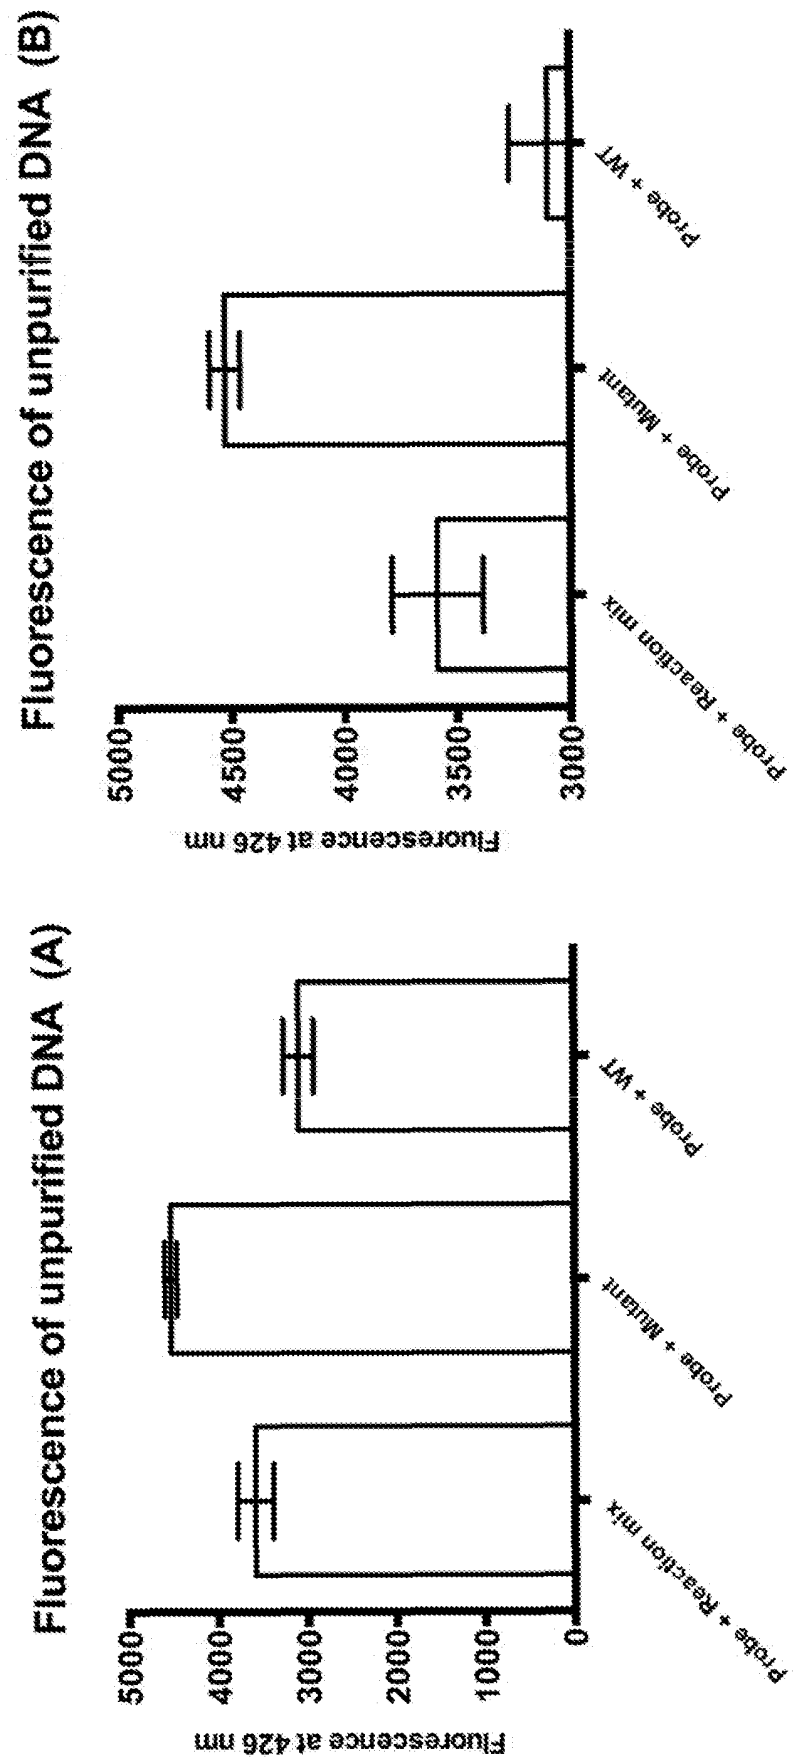 Fluorescence of unpurified DNA (A)
Fluorescence at 426 nm
5000
4000
3000
2000
1000
0
Probe + Reaction mix
Probe + Mutant
Probe + WT
Fluorescence of unpurified DNA (B)
Fluorescence at 426 nm
5000
4500
4000
3500
3000
Probe + Reaction mix
Probe + Mutant
Probe + WT